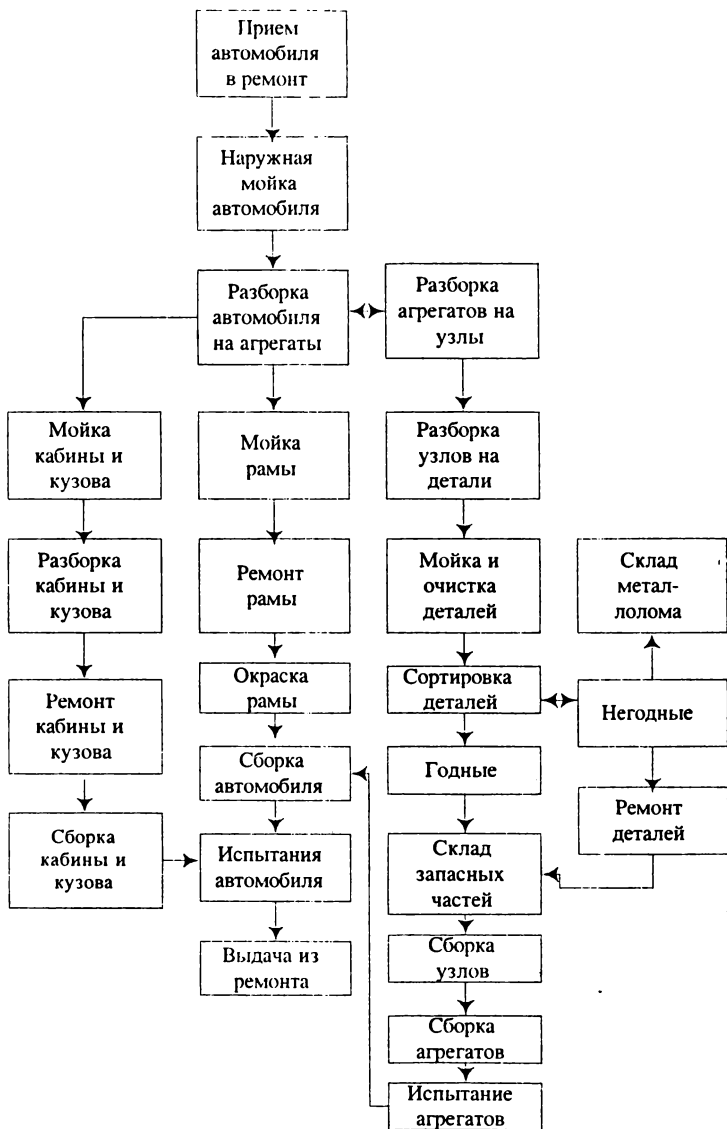 Прием
автомобиля
в ремонт
Наружная
мойка
автомобиля
Разборка
автомобиля
на агрегаты
Разборка
агрегатов на
узлы
Мойка
кабины и
кузова
Мойка
рамы
Разборка
узлов на
детали
Разборка
кабины и
кузова
Ремонт
рамы
Мойка и
очистка
деталей
Склад
метал-
лолома
Ремонт
кабины и
кузова
Окраска
рамы
Сортировка
деталей
Негодные
Сборка
автомобиля
Годные
Ремонт
деталей
Сборка
кабины и
кузова
Испытания
автомобиля
Склад
запасных
частей
Выдача из
ремонта
Сборка
узлов
Сборка
агрегатов
Испытание
агрегатов